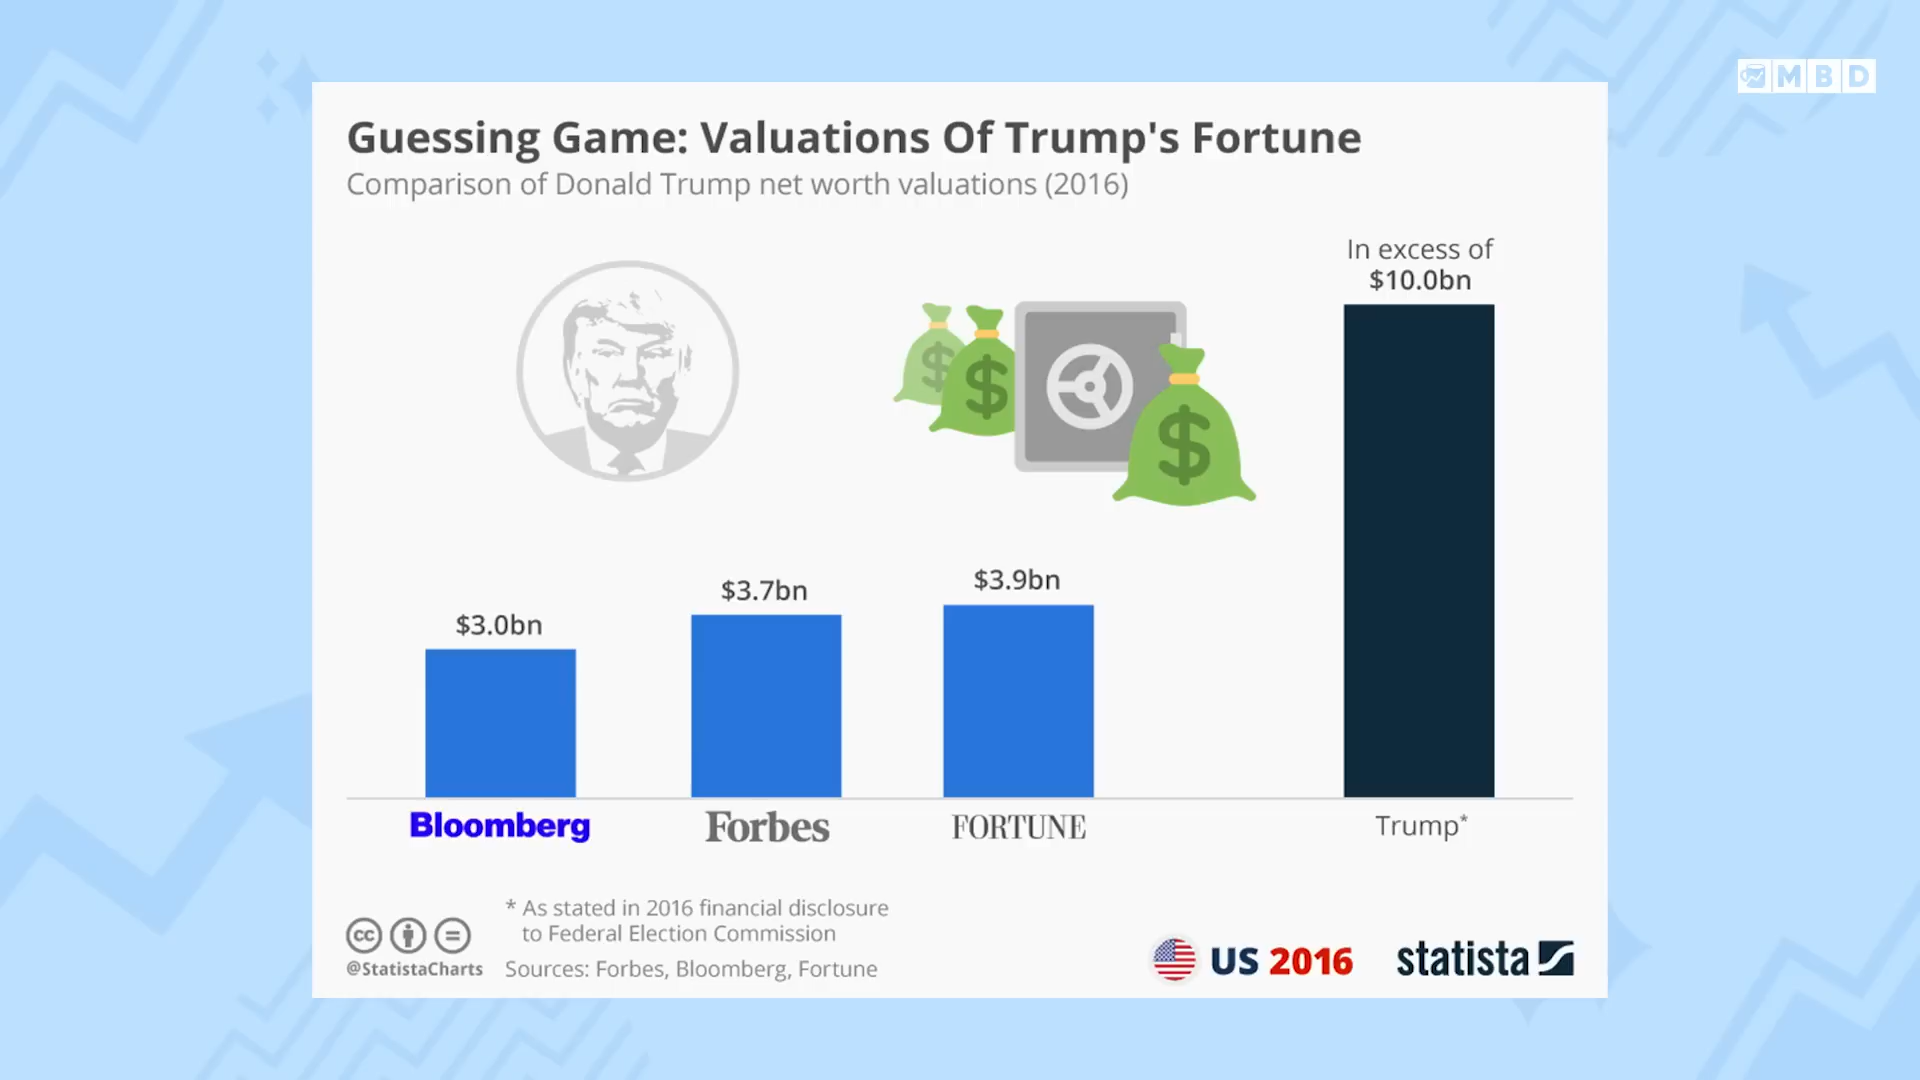 MBD
Guessing Game: Valuations Of Trump's Fortune
Comparison of Donald Trump net worth valuations (2016)
In excess of
$10.0bn
$ $ $
$3.9bn
$3.7bn
$3.0bn
Bloomberg Forbes FORTUNE Trump*
* As stated in 2016 financial disclosure
to Federal Election Commission
cc =
@StatistaCharts Sources: Forbes, Bloomberg, Fortune
US 2016 statista